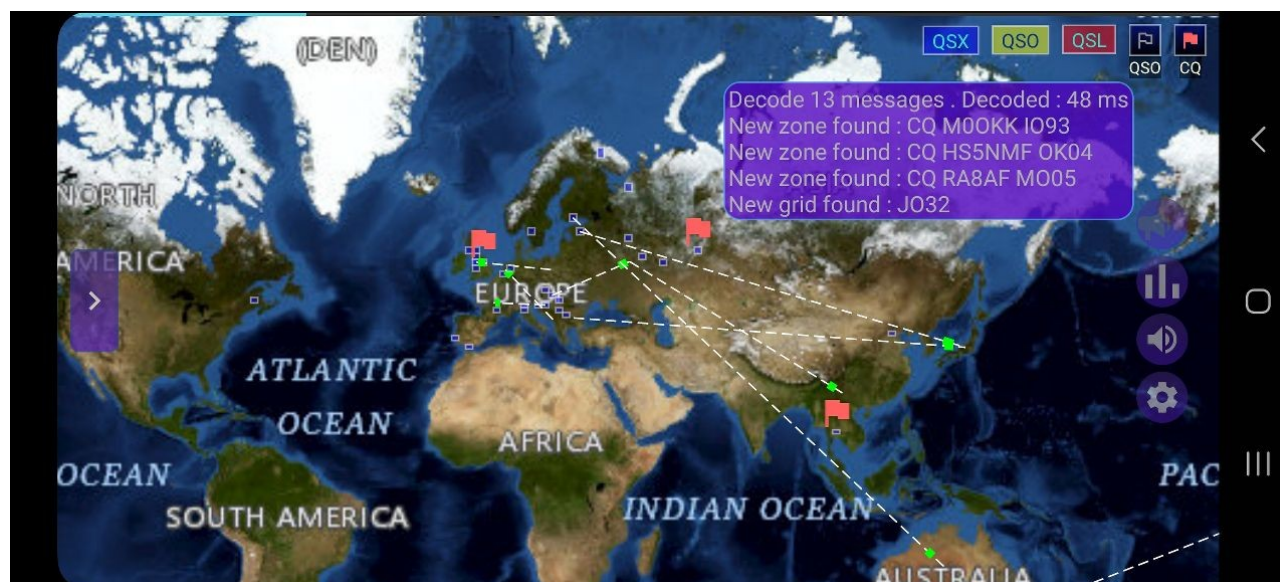 (DEN)
QSX QSO QSL
QSO CQ
Decode 13 messages . Decoded : 48 ms
New zone found : CQ M0OKK IO93
New zone found : CQ HS5NMF OK04
New zone found : CQ RA8AF MO05
New grid found : JO32
NORTH
AMERICA
EUROPE
ATLANTIC
OCEAN
AFRICA
OCEAN
PAC
INDIAN OCEAN
SOUTH AMERICA
AUSTRALIA